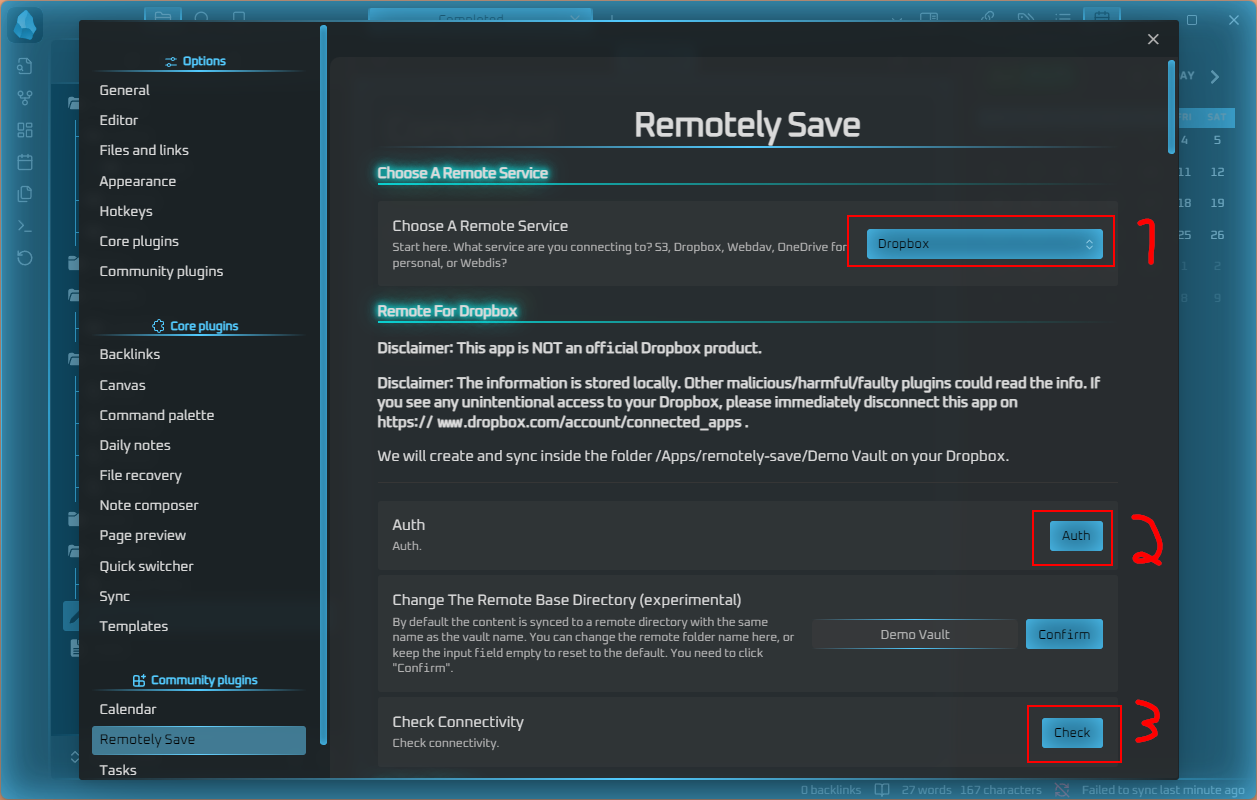 Completed
Options
General
Editor
Files and links
Appearance
Hotkeys
Core plugins
Community plugins
Core plugins
Backlinks
Canvas
Command palette
Daily notes
File recovery
Note composer
Page preview
Quick switcher
Sync
Templates
Community plugins
Calendar
Remotely Save
Tasks
Remotely Save
Choose A Remote Service
Choose A Remote Service
Start here. What service are you connecting to? S3, Dropbox, Webdav, OneDrive for
personal, or Webdis?
Dropbox
1
Remote For Dropbox
Disclaimer: This app is NOT an official Dropbox product.
Disclaimer: The information is stored locally. Other malicious/harmful/faulty plugins could read the info. If
you see any unintentional access to your Dropbox, please immediately disconnect this app on
https:// www.dropbox.com/account/connected_apps .
We will create and sync inside the folder /Apps/remotely-save/Demo Vault on your Dropbox.
Auth
Auth.
Auth
2
Change The Remote Base Directory (experimental)
By default the content is synced to a remote directory with the same
name as the vault name. You can change the remote folder name here, or
keep the input field empty to reset to the default. You need to click
"Confirm".
Demo Vault
Confirm
Check Connectivity
Check connectivity.
Check
3
AY
FRI SAT
4 5
11 12
18 19
25 26
1 2
8 9
0 backlinks 27 words 167 characters Failed to sync last minute ago